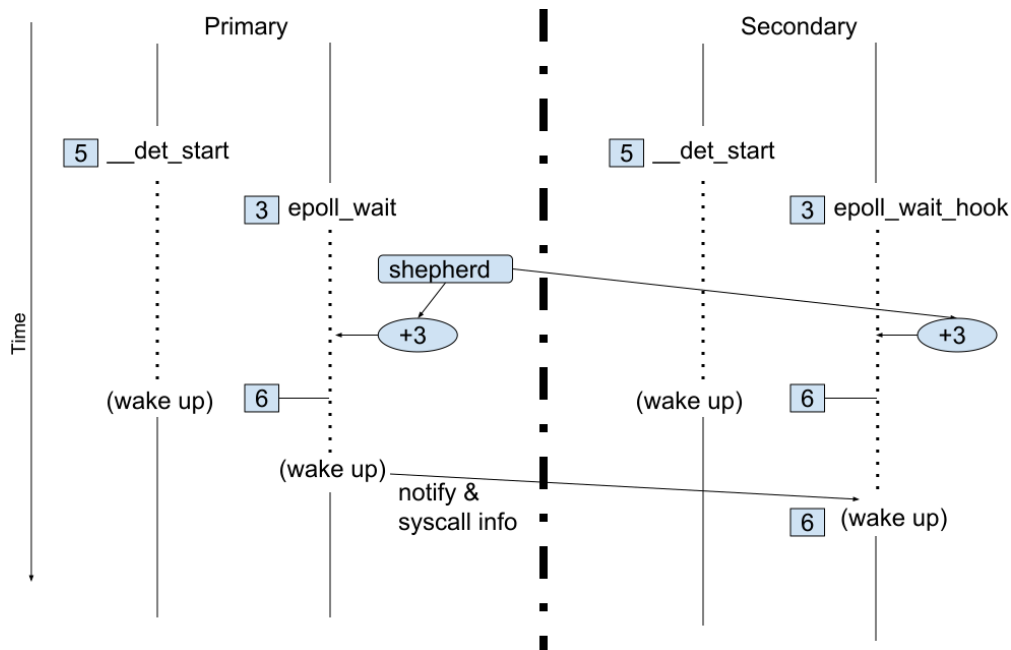 Primary
Secondary
5 __det_start
5 __det_start
3 epoll_wait
3 epoll_wait_hook
shepherd
Time
+3
+3
(wake up)
6
(wake up)
6
(wake up)
notify &
syscall info
6 (wake up)